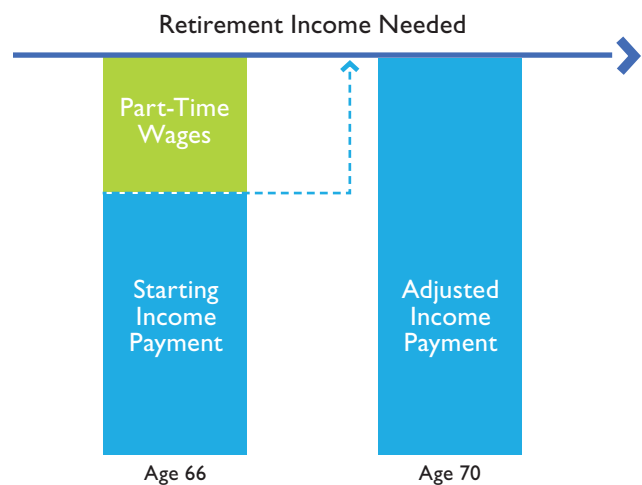 Retirement Income Needed
Part-Time
Wages
Starting
Income
Payment
Adjusted
Income
Payment
Age 66
Age 70